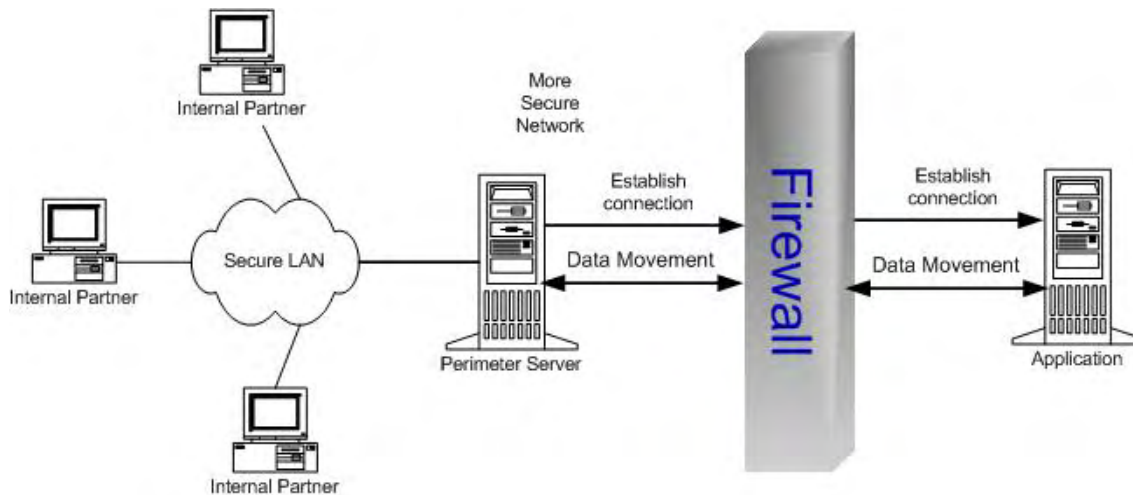 Internal Partner
More
Secure
Network
Establish
connection
Establish
connection
Firewall
Internal Partner
Secure LAN
Data Movement
Data Movement
Perimeter Server
Application
Internal Partner